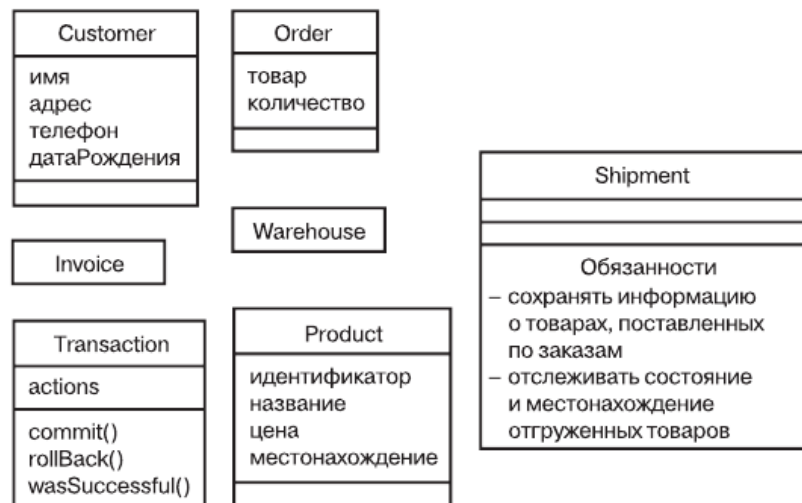 Customer
имя
адрес
телефон
датаРождения
Order
товар
количество
Warehouse
Invoice
Shipment
Обязанности
– сохранять информацию
о товарах, поставленных
по заказам
– отслеживать состояние
и местонахождение
отгруженных товаров
Transaction
actions
commit()
rollBack()
wasSuccessful()
Product
идентификатор
название
цена
местонахождение